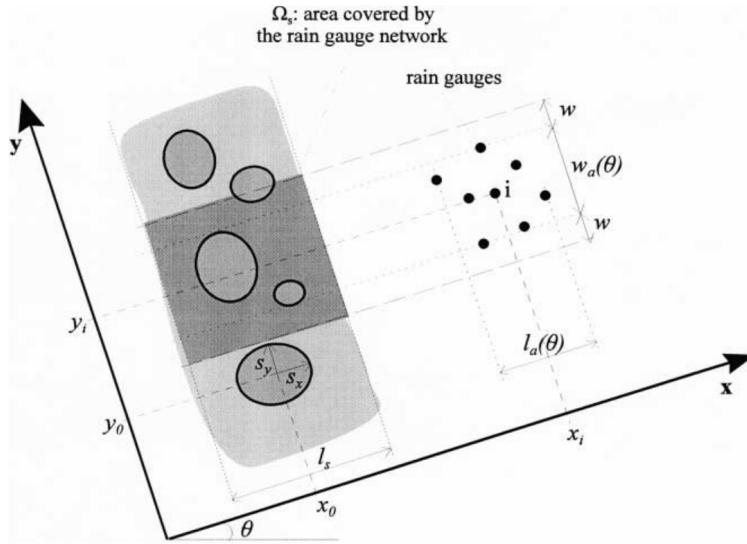 Ωs: area covered by
the rain gauge network
rain gauges
y
w
wa(θ)
i
w
yi
la(θ)
sy
sx
x
y0
xi
ls
x0
θ